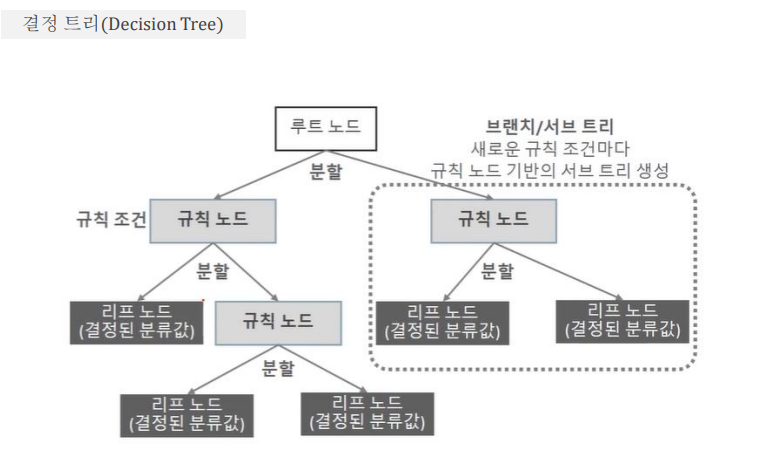 결정 트리(Decision Tree)
루트 노드
브랜치/서브 트리
새로운 규칙 조건마다
규칙 노드 기반의 서브 트리 생성
분할
규칙 조건
규칙 노드
규칙 노드
분할
분할
리프 노드
(결정된 분류값)
규칙 노드
리프 노드
(결정된 분류값)
리프 노드
(결정된 분류값)
분할
리프 노드
(결정된 분류값)
리프 노드
(결정된 분류값)